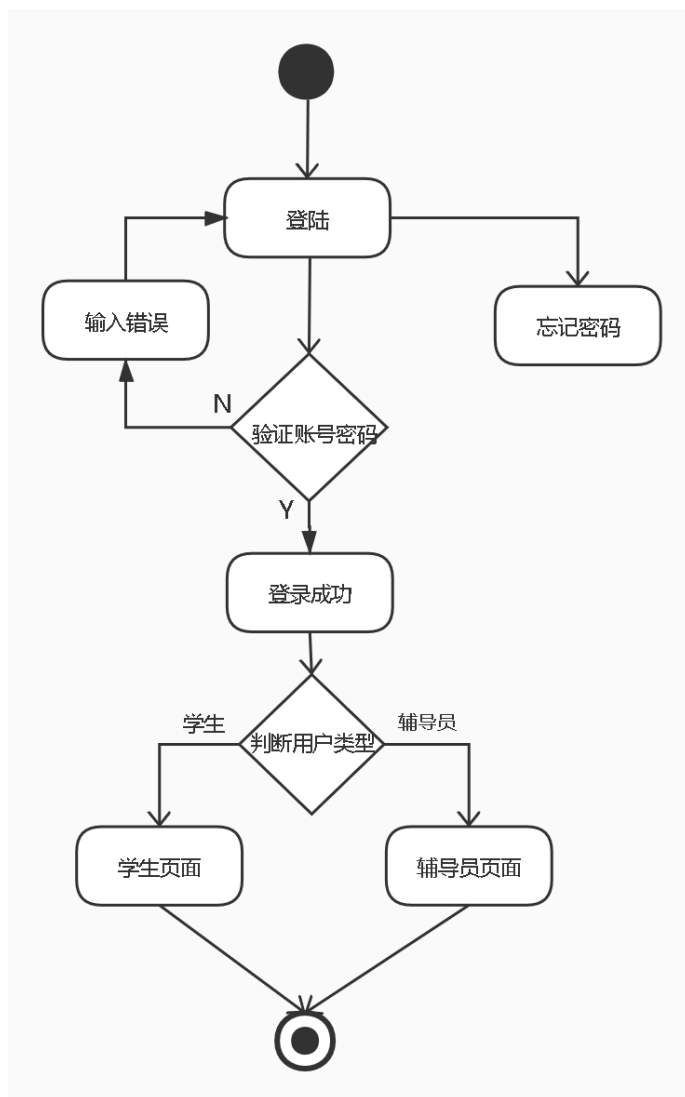 登陆
输入错误
忘记密码
N
验证账号密码
Y
登录成功
学生
辅导员
判断用户类型
学生页面
辅导员页面